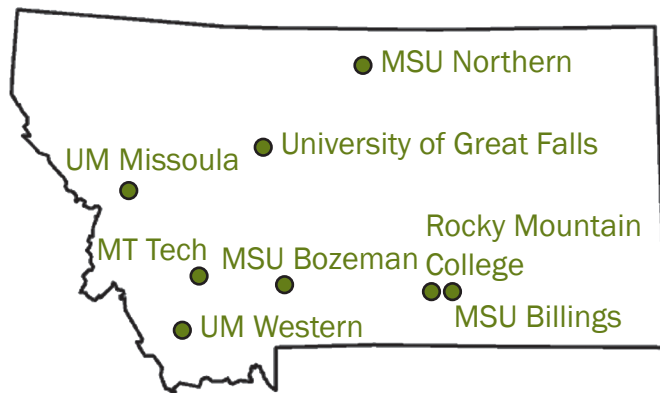 MSU Northern
University of Great Falls
UM Missoula
Rocky Mountain
College
MT Tech
MSU Bozeman
MSU Billings
UM Western